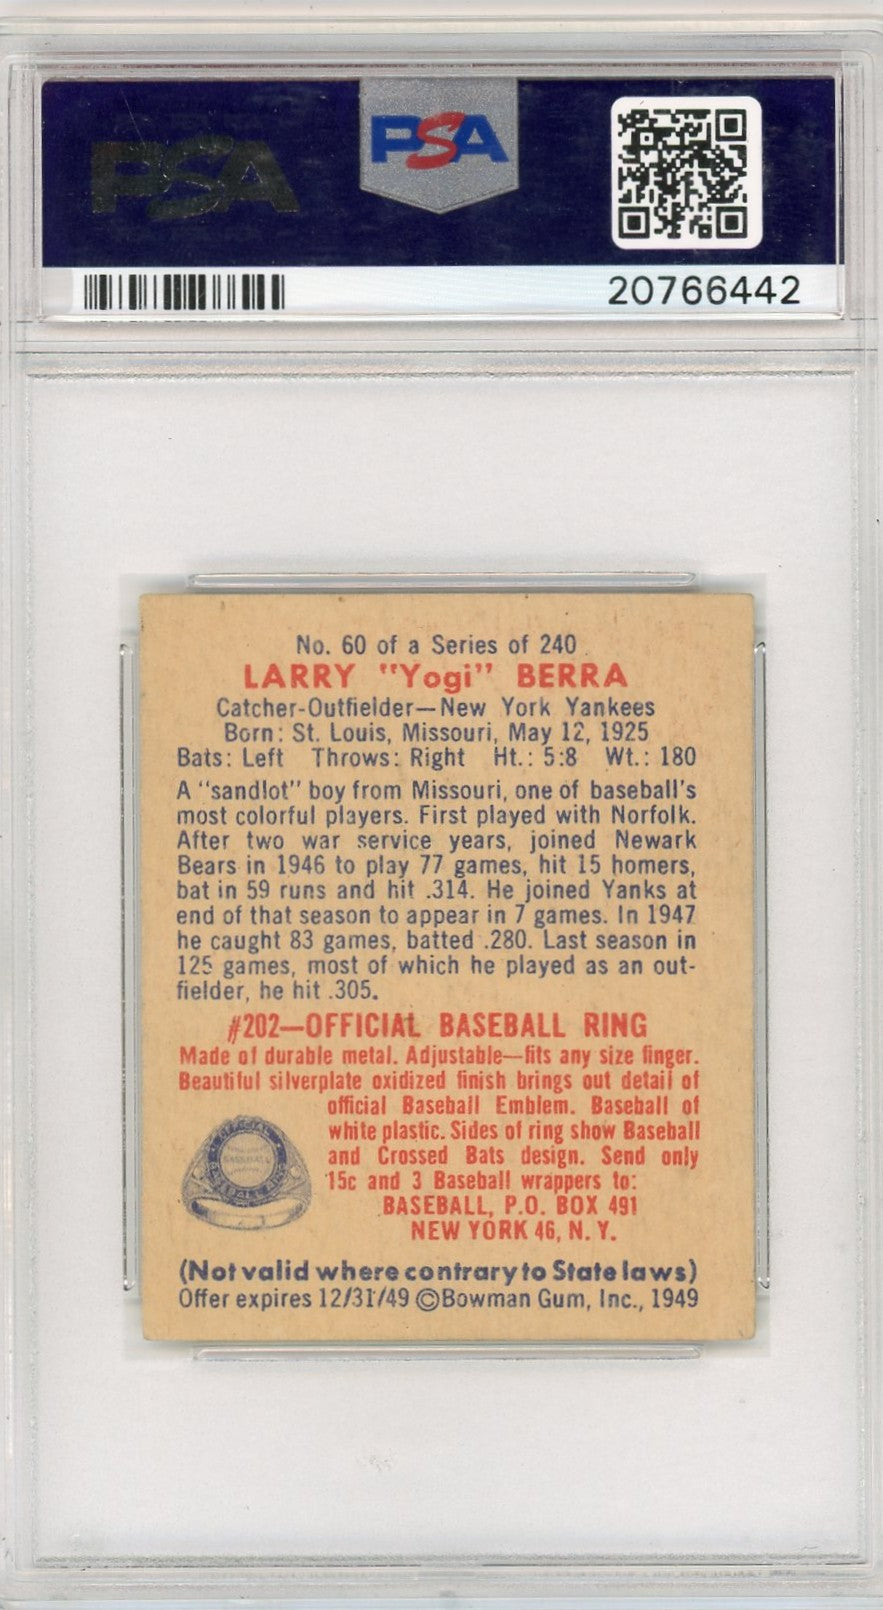 PSA
PSA
20766442
No. 60 of a Series of 240
LARRY "Yogi" BERRA
Catcher-Outfielder—New York Yankees
Born: St. Louis, Missouri, May 12, 1925
Bats: Left Throws: Right Ht.: 5:8 Wt.: 180
A "sandlot" boy from Missouri, one of baseball's
most colorful players. First played with Norfolk.
After two war service years, joined Newark
Bears in 1946 to play 77 games, hit 15 homers,
bat in 59 runs and hit .314. He joined Yanks at
end of that season to appear in 7 games. In 1947
he caught 83 games, batted .280. Last season in
125 games, most of which he played as an out-
fielder, he hit .305.
#202—OFFICIAL BASEBALL RING
Made of durable metal. Adjustable—fits any size finger.
Beautiful silverplate oxidized finish brings out detail of
official Baseball Emblem. Baseball of
white plastic. Sides of ring show Baseball
and Crossed Bats design. Send only
15c and 3 Baseball wrappers to:
BASEBALL, P.O. BOX 491
NEW YORK 46, N. Y.
OFFICIAL
BASEBALL
BASEBALL RING
(Not valid where contrary to State laws)
Offer expires 12/31/49 ©Bowman Gum, Inc., 1949